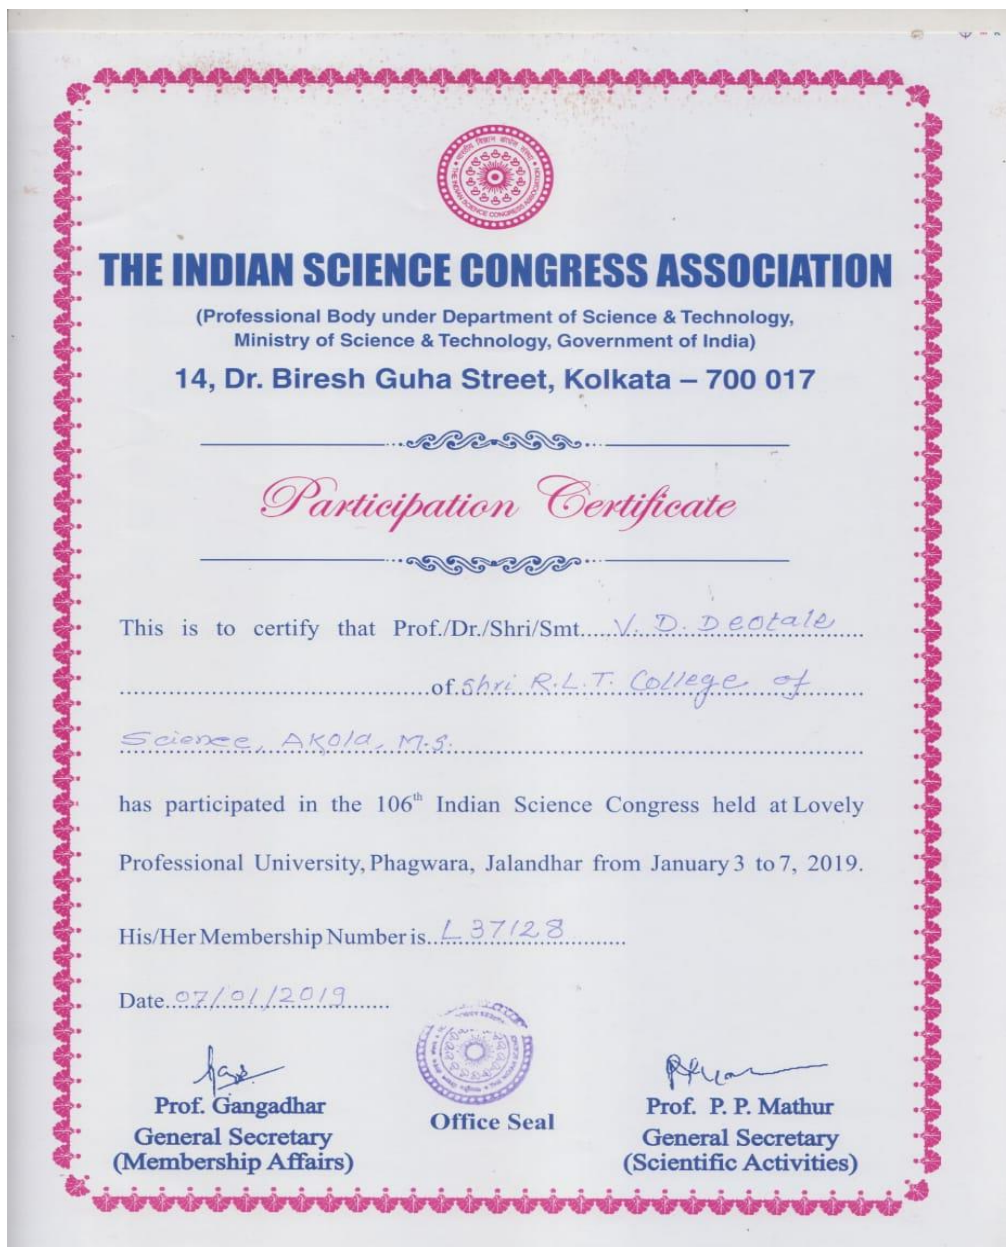 THE INDIAN SCIENCE CONGRESS ASSOCIATION
(Professional Body under Department of Science & Technology,
Ministry of Science & Technology, Government of India)
14, Dr. Biresh Guha Street, Kolkata – 700 017
Participation Certificate
This is to certify that Prof./Dr./Shri/Smt..... V. D. Deotale
of Shri R.L.T. College of
Science, Akola, M.S.
has participated in the 106th Indian Science Congress held at Lovely
Professional University, Phagwara, Jalandhar from January 3 to 7, 2019.
His/Her Membership Number is.. L 37128
Date. 07/01/2019
Prof. Gangadhar
General Secretary
(Membership Affairs)
Office Seal
Prof. P. P. Mathur
General Secretary
(Scientific Activities)